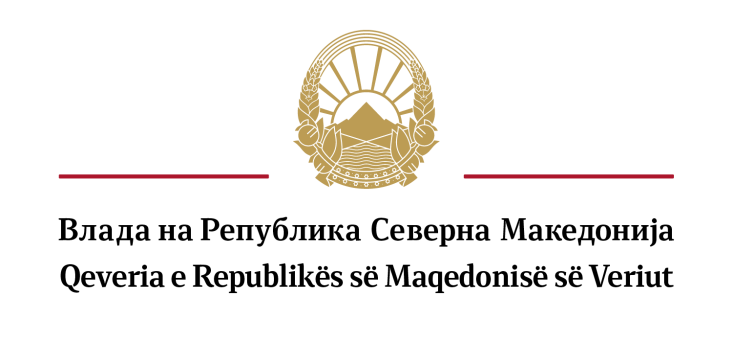 Влада на Република Северна Македонија
Qeveria e Republikës së Maqedonisë së Veriut